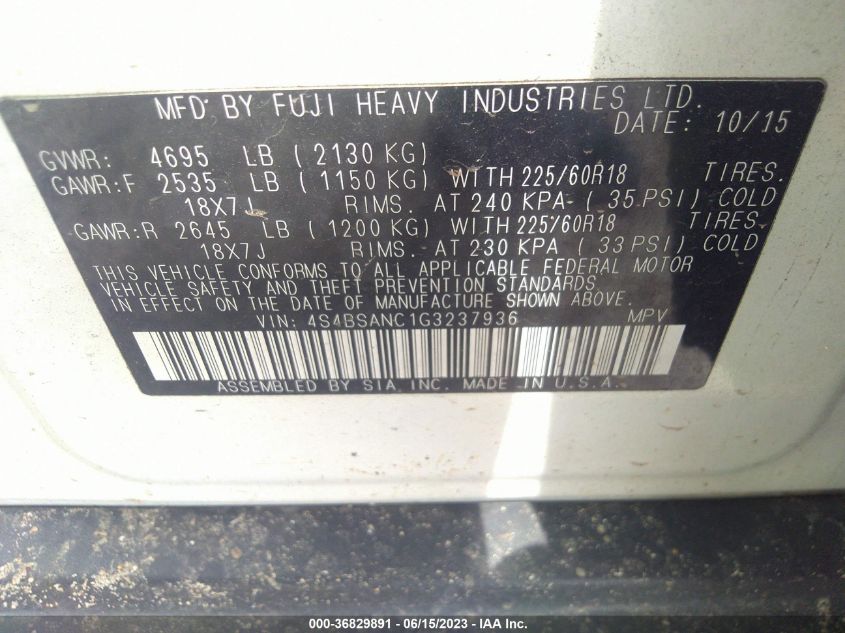 MFD BY FUJI HEAVY INDUSTRIES LTD.
DATE: 10/15
GVWR: 4695 LB ( 2130 KG)
GAWR:F 2535 LB ( 1150 KG) WITH 225/60R18 TIRES.
18X7J RIMS. AT 240 KPA ( 35 PSI) COLD
GAWR:R 2645 LB ( 1200 KG) WITH 225/60R18 TIRES.
18X7J RIMS. AT 230 KPA ( 33 PSI) COLD
THIS VEHICLE CONFORMS TO ALL APPLICABLE FEDERAL MOTOR
VEHICLE SAFETY AND THEFT PREVENTION STANDARDS
IN EFFECT ON THE DATE OF MANUFACTURE SHOWN ABOVE.
VIN: 4S4BSANC1G3237936 MPV
ASSEMBLED BY SIA, INC. MADE IN U.S.A.
000-36829891 - 06/15/2023 - IAA Inc.